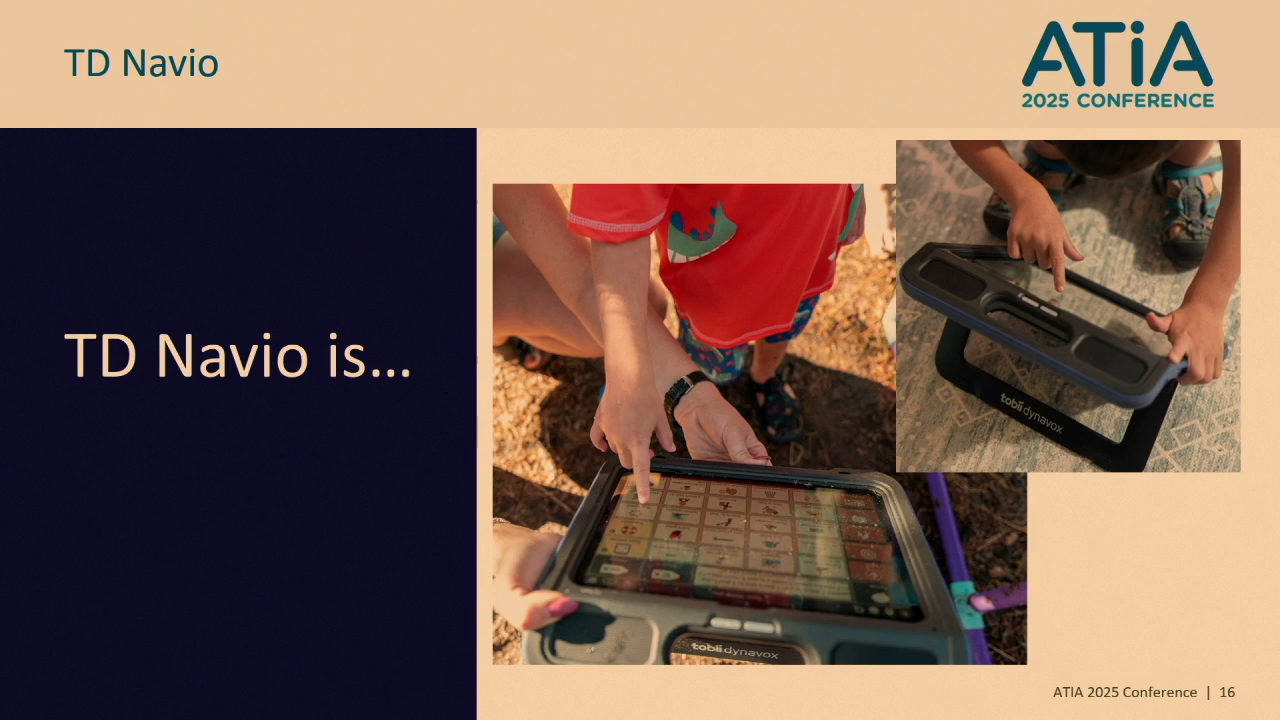 TD Navio
ATiA
2025 CONFERENCE
TD Navio is...
tobii dynavox
tobii dynavox
ATIA 2025 Conference | 16